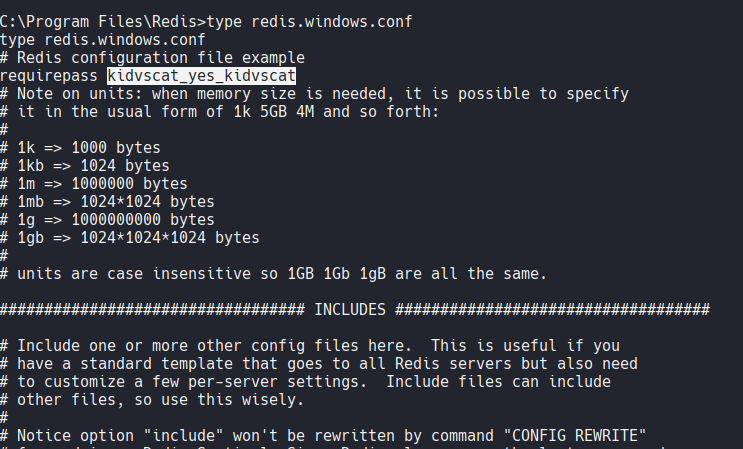 C:\Program Files\Redis>type redis.windows.conf
type redis.windows.conf
# Redis configuration file example
requirepass kidvscat_yes_kidvscat
# Note on units: when memory size is needed, it is possible to specify
# it in the usual form of 1k 5GB 4M and so forth:
#
# 1k => 1000 bytes
# 1kb => 1024 bytes
# 1m => 1000000 bytes
# 1mb => 1024*1024 bytes
# 1g => 1000000000 bytes
# 1gb => 1024*1024*1024 bytes
#
# units are case insensitive so 1GB 1Gb 1gB are all the same.
################################## INCLUDES ###################################
# Include one or more other config files here.  This is useful if you
# have a standard template that goes to all Redis servers but also need
# to customize a few per-server settings.  Include files can include
# other files, so use this wisely.
#
# Notice option "include" won't be rewritten by command "CONFIG REWRITE"